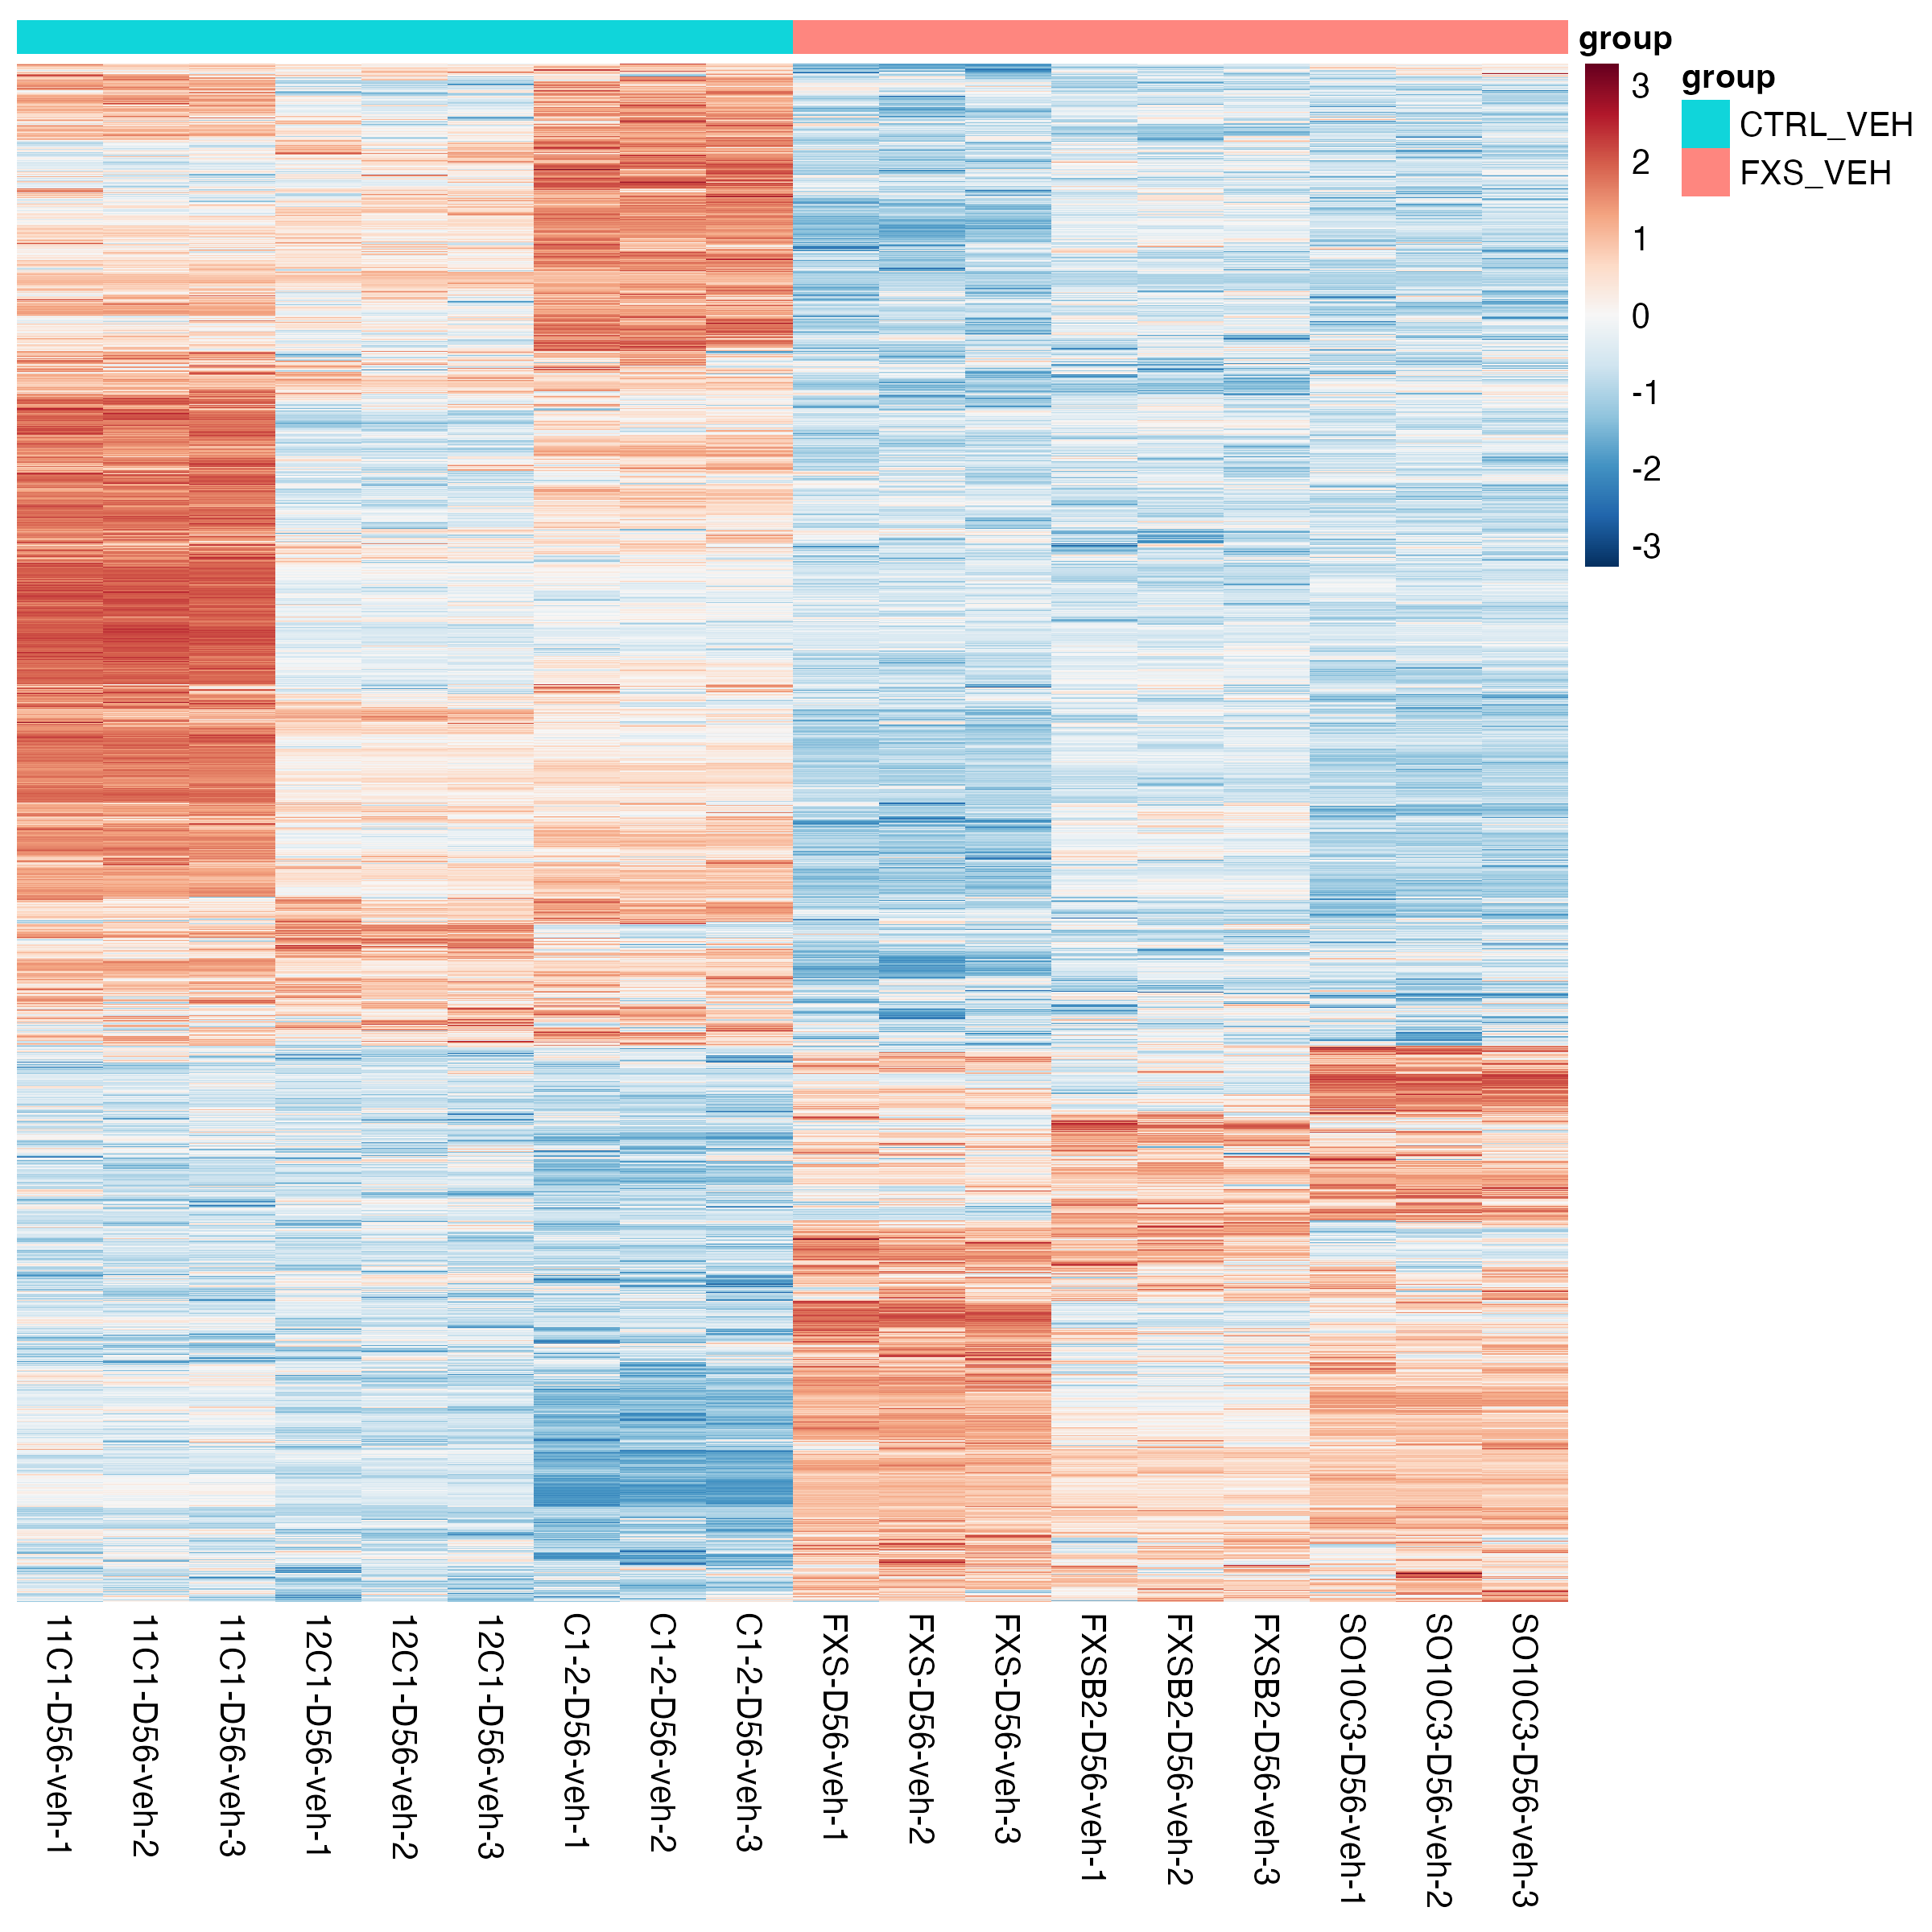 group
3
2
1
0
-1
-2
-3
group
CTRL_VEH
FXS_VEH
11C1-D56-veh-1
11C1-D56-veh-2
11C1-D56-veh-3
12C1-D56-veh-1
12C1-D56-veh-2
12C1-D56-veh-3
C1-2-D56-veh-1
C1-2-D56-veh-2
C1-2-D56-veh-3
FXS-D56-veh-1
FXS-D56-veh-2
FXS-D56-veh-3
FXSB2-D56-veh-1
FXSB2-D56-veh-2
FXSB2-D56-veh-3
SO10C3-D56-veh-1
SO10C3-D56-veh-2
SO10C3-D56-veh-3